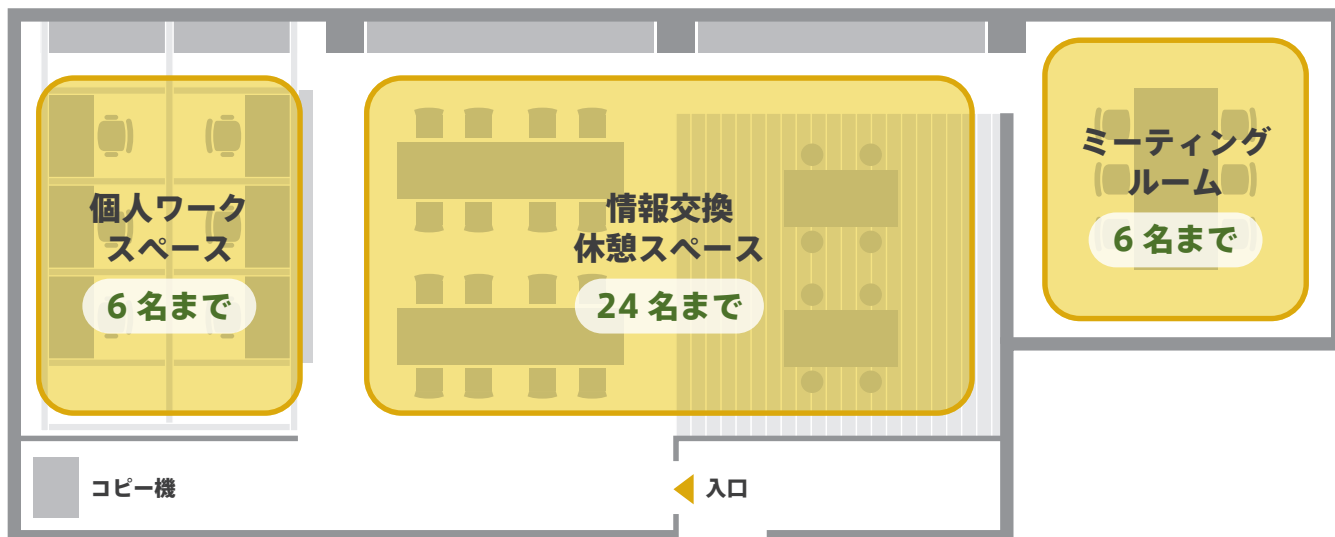 個人ワーク
スペース
6 名まで
情報交換
休憩スペース
24 名まで
ミーティング
ルーム
6 名まで
コピー機
入口